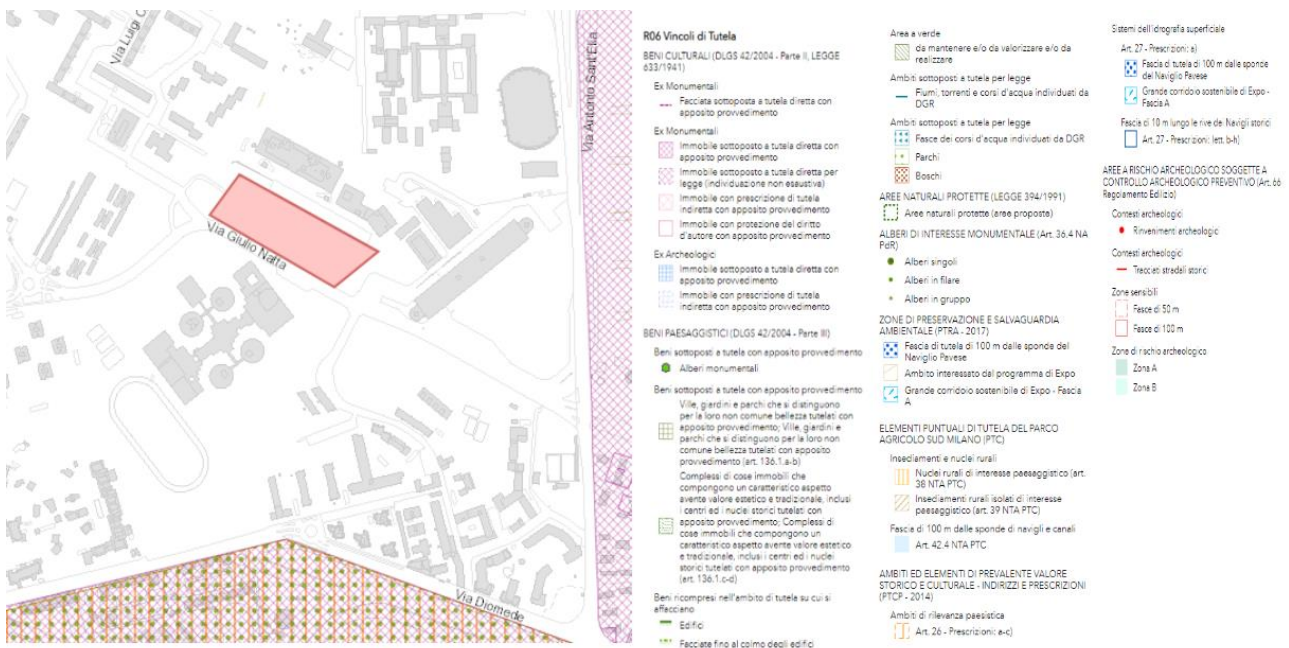 Via Luigi C
Via Antonio Sant'Elia
Via Giulio Natta
Via Diomede
R06 Vincoli di Tutela
BENI CULTURALI (DLGS 42/2004 - Parte II, LEGGE
633/1941)
Ex Monumentali
Facciata sottoposta a tutela diretta con
apposito provvedimento
Ex Monumentali
Immobile sottoposto a tutela diretta con
apposito provvedimento
Immobile sottoposto a tutela diretta per
legge (individuazione non esaustiva)
Immobile con prescrizione di tutela
indiretta con apposito provvedimento
Immobile con protezione del diritto
d'autore con apposito provvedimento
Ex Archeologici
Immobile sottoposto a tutela diretta con
apposito provvedimento
Immobile con prescrizione di tutela
indiretta con apposito provvedimento
BENI PAESAGGISTICI (DLGS 42/2004 - Parte III)
Beni sottoposti a tutela con apposito provvedimento
Alberi monumentali
Beni sottoposti a tutela con apposito provvedimento
Ville, giardini e parchi che si distinguono
per la loro non comune bellezza tutelati con
apposito provvedimento; Ville, giardini e
parchi che si distinguono per la loro non
comune bellezza tutelati con apposito
provvedimento (art. 136.1.a-b)
Complessi di cose immobili che
compongono un caratteristico aspetto
avente valore estetico e tradizionale, inclusi
i centri ed i nuclei storici tutelati con
apposito provvedimento; Complessi di
cose immobili che compongono un
caratteristico aspetto avente valore estetico
e tradizionale, inclusi i centri ed i nuclei
storici tutelati con apposito provvedimento
(art. 136.1.c-d)
Beni ricompresi nell'ambito di tutela su cui si
affacciano
Edifici
Facciate fino al colmo degli edifici
Area a verde
da mantenere e/o da valorizzare e/o da
realizzare
Ambiti sottoposti a tutela per legge
Fiumi, torrenti e corsi d'acqua individuati da
DGR
Ambiti sottoposti a tutela per legge
Fasce dei corsi d'acqua individuati da DGR
Parchi
Boschi
AREE NATURALI PROTETTE (LEGGE 394/1991)
Aree naturali protette (aree proposte)
ALBERI DI INTERESSE MONUMENTALE (Art. 36.4 NA
PdR)
Alberi singoli
Alberi in filare
Alberi in gruppo
ZONE DI PRESERVAZIONE E SALVAGUARDIA
AMBIENTALE (PTRA - 2017)
Fascia di tutela di 100 m dalle sponde del
Naviglio Pavese
Ambito interessato dal programma di Expo
Grande corridoio sostenibile di Expo - Fascia
A
ELEMENTI PUNTUALI DI TUTELA DEL PARCO
AGRICOLO SUD MILANO (PTC)
Insediamenti e nuclei rurali
Nuclei rurali di interesse paesaggistico (art.
38 NTA PTC)
Insediamenti rurali isolati di interesse
paesaggistico (art. 39 NTA PTC)
Fascia di 100 m dalle sponde di navigli e canali
Art. 42.4 NTA PTC
AMBITI ED ELEMENTI DI PREVALENTE VALORE
STORICO E CULTURALE - INDIRIZZI E PRESCRIZIONI
(PTCP - 2014)
Ambiti di rilevanza paesistica
Art. 26 - Prescrizioni: a-c)
Sistemi dell'idrografia superficiale
Art. 27 - Prescrizioni: a)
Fascia di tutela di 100 m dalle sponde
del Naviglio Pavese
Grande corridoio sostenibile di Expo -
Fascia A
Fascia di 10 m lungo le rive dei Navigli storici
Art. 27 - Prescrizioni: lett. b-h)
AREE A RISCHIO ARCHEOLOGICO SOGGETTE A
CONTROLLO ARCHEOLOGICO PREVENTIVO (Art. 66
Regolamento Edilizio)
Contesti archeologici
Rinvenimenti archeologici
Contesti archeologici
Tracciati stradali storici
Zone sensibili
Fasce di 50 m
Fasce di 100 m
Zone di rischio archeologico
Zona A
Zona B